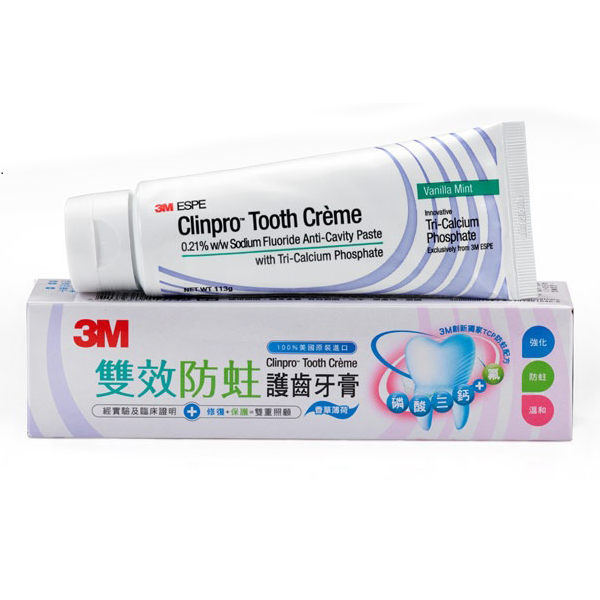 3M ESPE
Clinpro™ Tooth Crème
0.21% w/w Sodium Fluoride Anti-Cavity Paste
with Tri-Calcium Phosphate
NET WT 113g
Vanilla Mint
Innovative
Tri-Calcium
Phosphate
Exclusively from 3M ESPE
3M
100%美國原裝進口
Clinpro™ Tooth Crème
雙效防蛀護齒牙膏
經實驗及臨床證明
修復+保護=雙重照顧
香草薄荷
3M創新獨家TCP防蛀配方
磷酸三鈣+氟
強化
防蛀
溫和